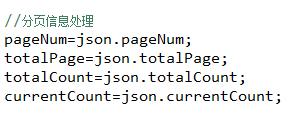 //分页信息处理
pageNum=json.pageNum;
totalPage=json.totalPage;
totalCount=json.totalCount;
currentCount=json.currentCount;